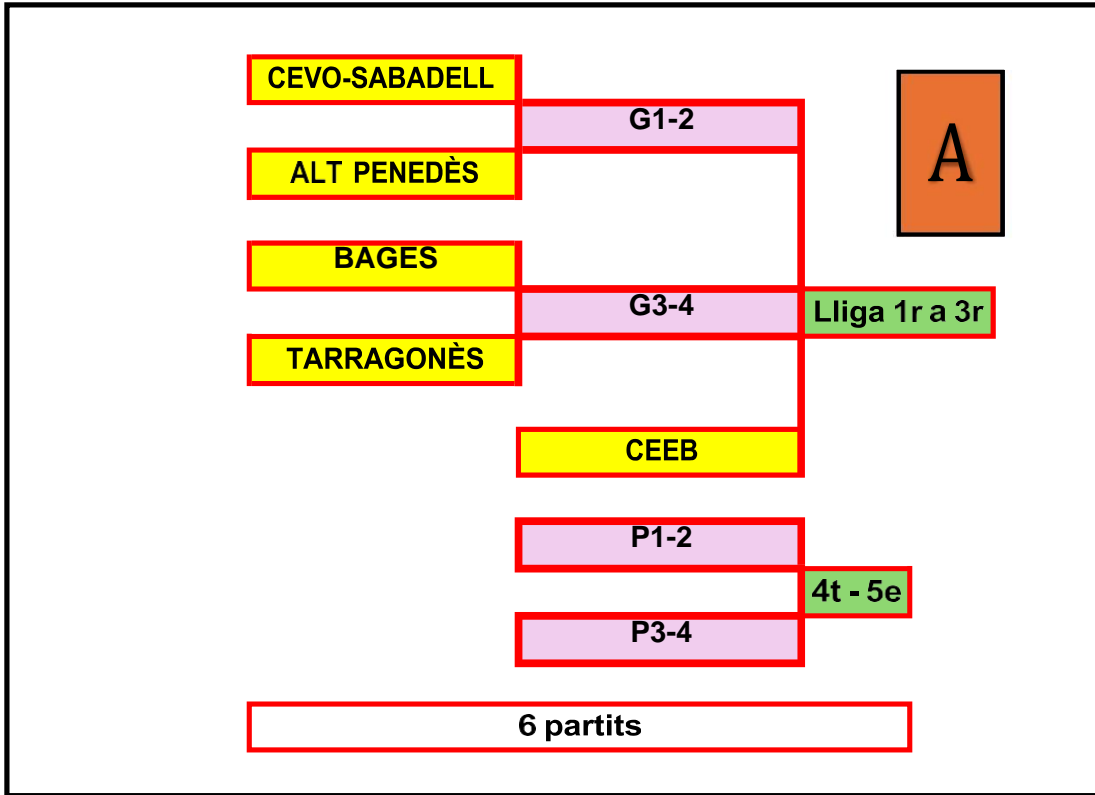 CEVO-SABADELL
G1-2
A
ALT PENEDÈS
BAGES
G3-4
Lliga 1r a 3r
TARRAGONÈS
CEEB
P1-2
4t - 5e
P3-4
6 partits